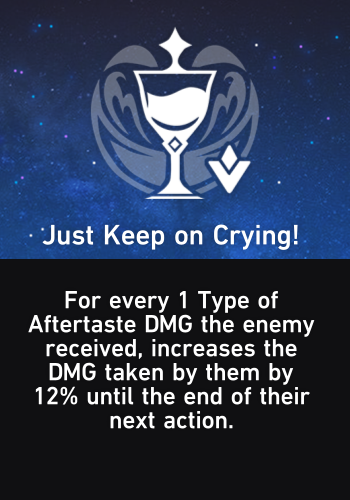 Just Keep on Crying!
For every 1 Type of
Aftertaste DMG the enemy
received, increases the
DMG taken by them by
12% until the end of their
next action.